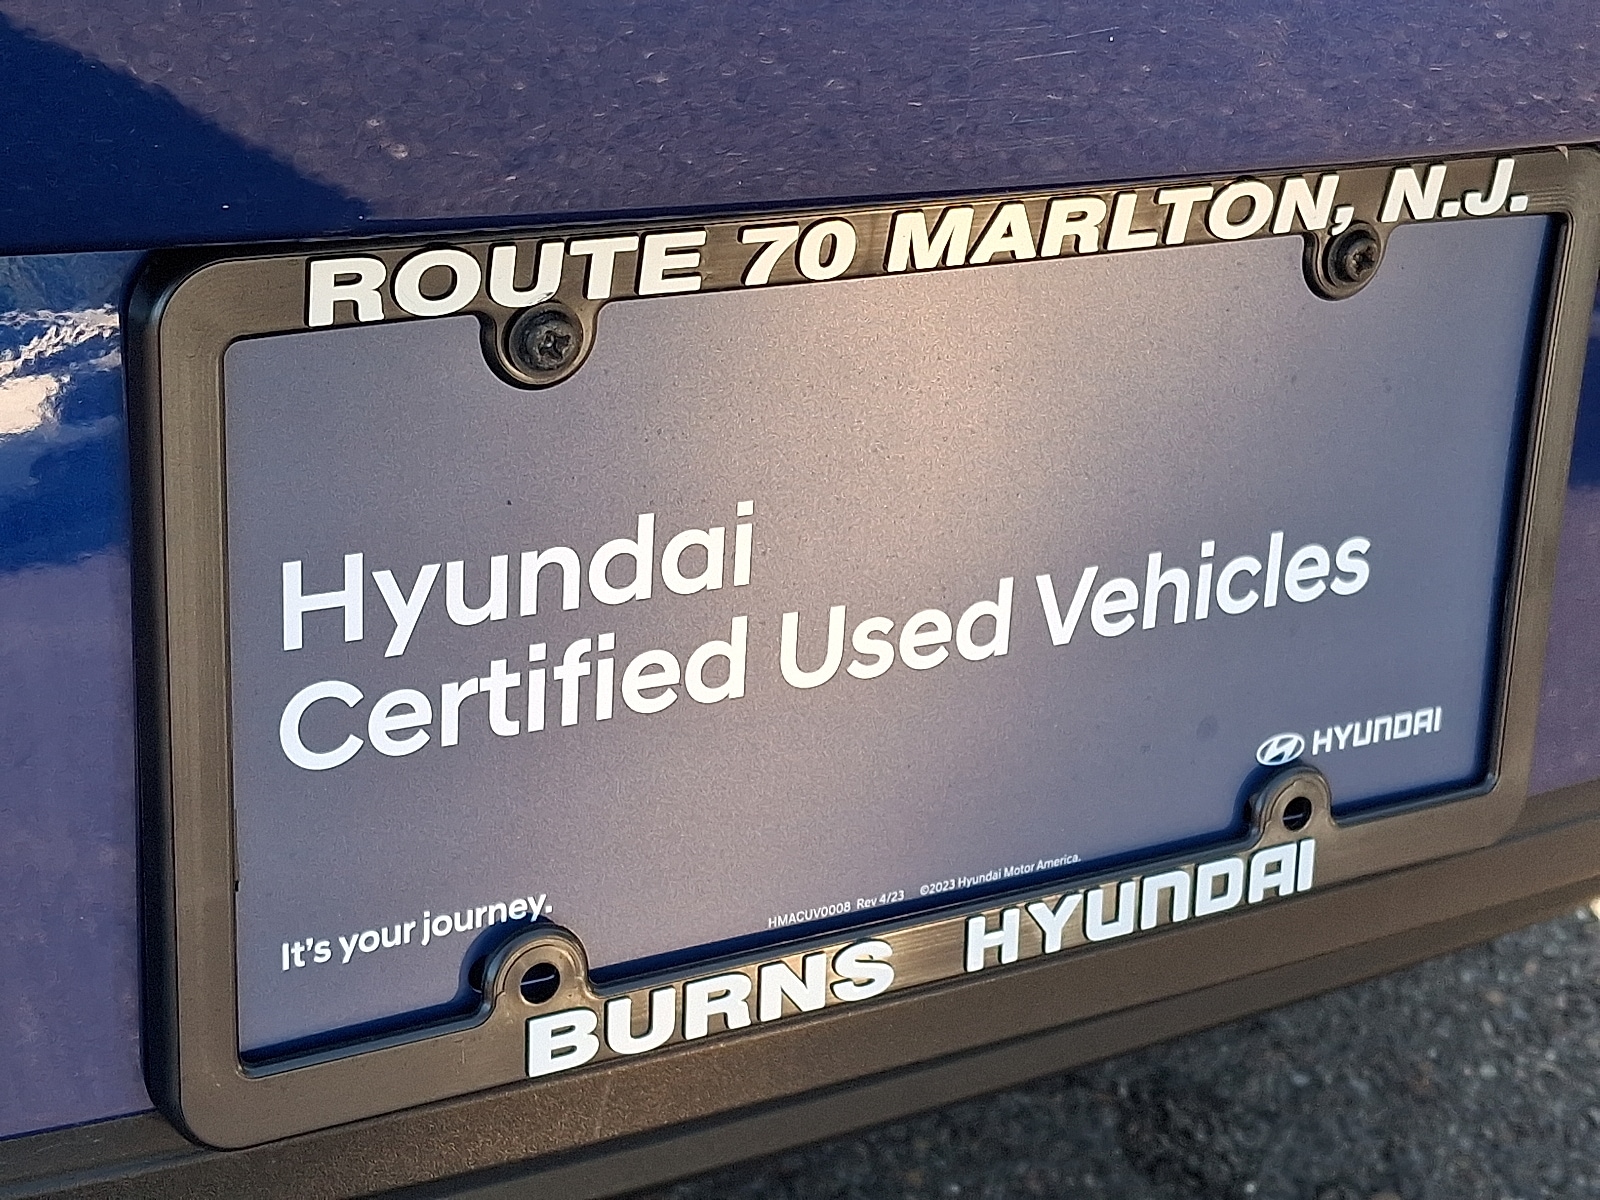 ROUTE 70 MARLTON, N.J.
Hyundai
Certified Used Vehicles
HYUNDAI
It's your journey.
HMACUV0008 Rev 4/23 ©2023 Hyundai Motor America.
BURNS HYUNDAI